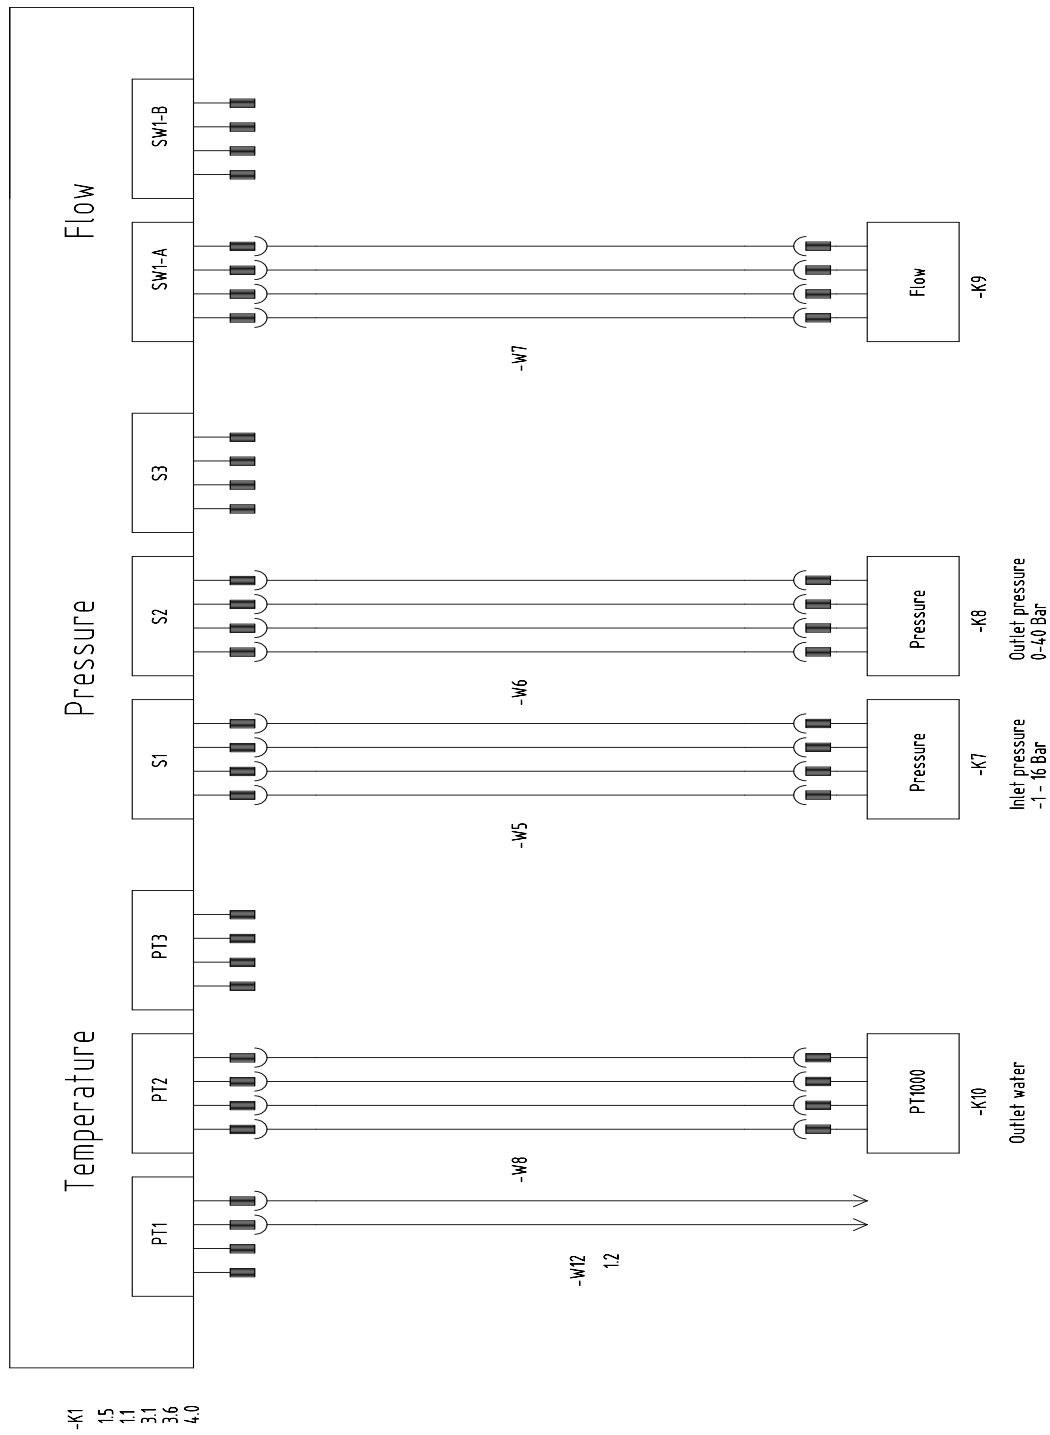 -K1
1.5
1.1
3.1
3.6
4.0
Temperature
Pressure
Flow
PT1
PT2
PT3
S1
S2
S3
SW1-A
SW1-B
-W12
1.2
-W8
-W5
-W6
-W7
PT1000
Pressure
Pressure
Flow
-K10
-K7
-K8
-K9
Outlet water
Inlet pressure
-1 - 16 Bar
Outlet pressure
0-40 Bar